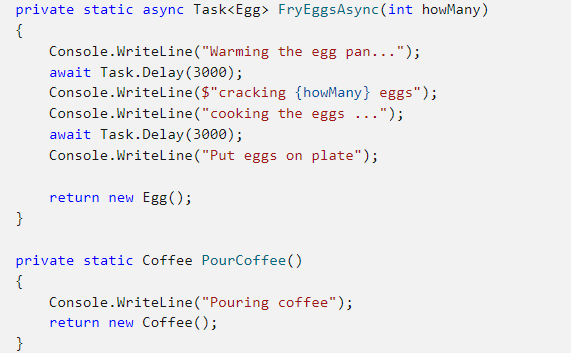 private static async Task<Egg> FryEggsAsync(int howMany)
{
    Console.WriteLine("Warming the egg pan...");
    await Task.Delay(3000);
    Console.WriteLine($"cracking {howMany} eggs");
    Console.WriteLine("cooking the eggs ...");
    await Task.Delay(3000);
    Console.WriteLine("Put eggs on plate");

    return new Egg();
}

private static Coffee PourCoffee()
{
    Console.WriteLine("Pouring coffee");
    return new Coffee();
}